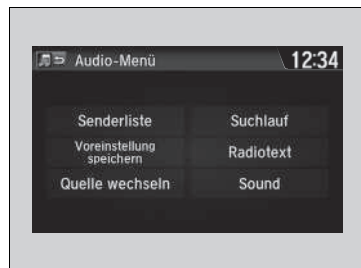 Audio-Menü 12:34
Senderliste Suchlauf
Voreinstellung
speichern Radiotext
Quelle wechseln Sound